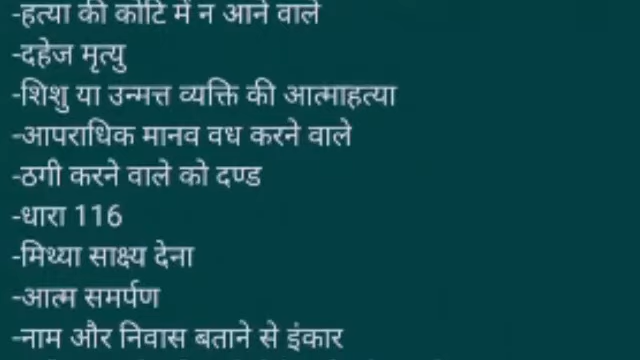 -हत्या की कोटि में न आने वाले
-दहेज मृत्यु
-शिशु या उन्मत्त व्यक्ति की आत्माहत्या
-आपराधिक मानव वध करने वाले
-ठगी करने वाले को दण्ड
-धारा 116
-मिथ्या साक्ष्य देना
-आत्म समर्पण
-नाम और निवास बताने से इंकार